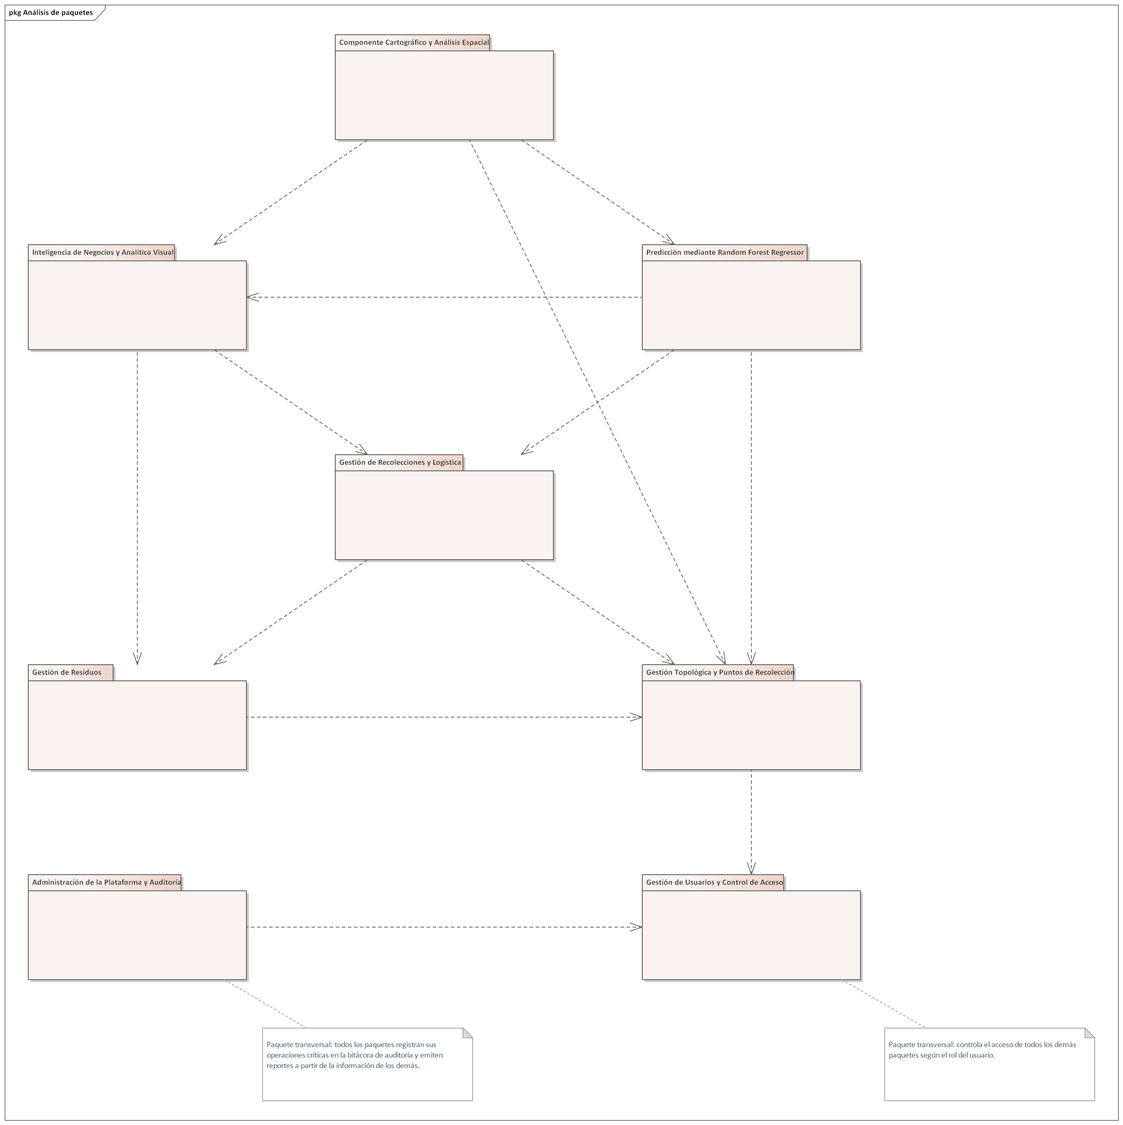 pkg Análisis de paquetes
Componente Cartográfico y Análisis Espacial
Inteligencia de Negocios y Analítica Visual
Predicción mediante Random Forest Regressor
Gestión de Recolecciones y Logística
Gestión de Residuos
Gestión Topológica y Puntos de Recolección
Administración de la Plataforma y Auditoría
Gestión de Usuarios y Control de Acceso
Paquete transversal: todos los paquetes registran sus
operaciones críticas en la bitácora de auditoría y emiten
reportes a partir de la información de los demás.
Paquete transversal: controla el acceso de todos los demás
paquetes según el rol del usuario.